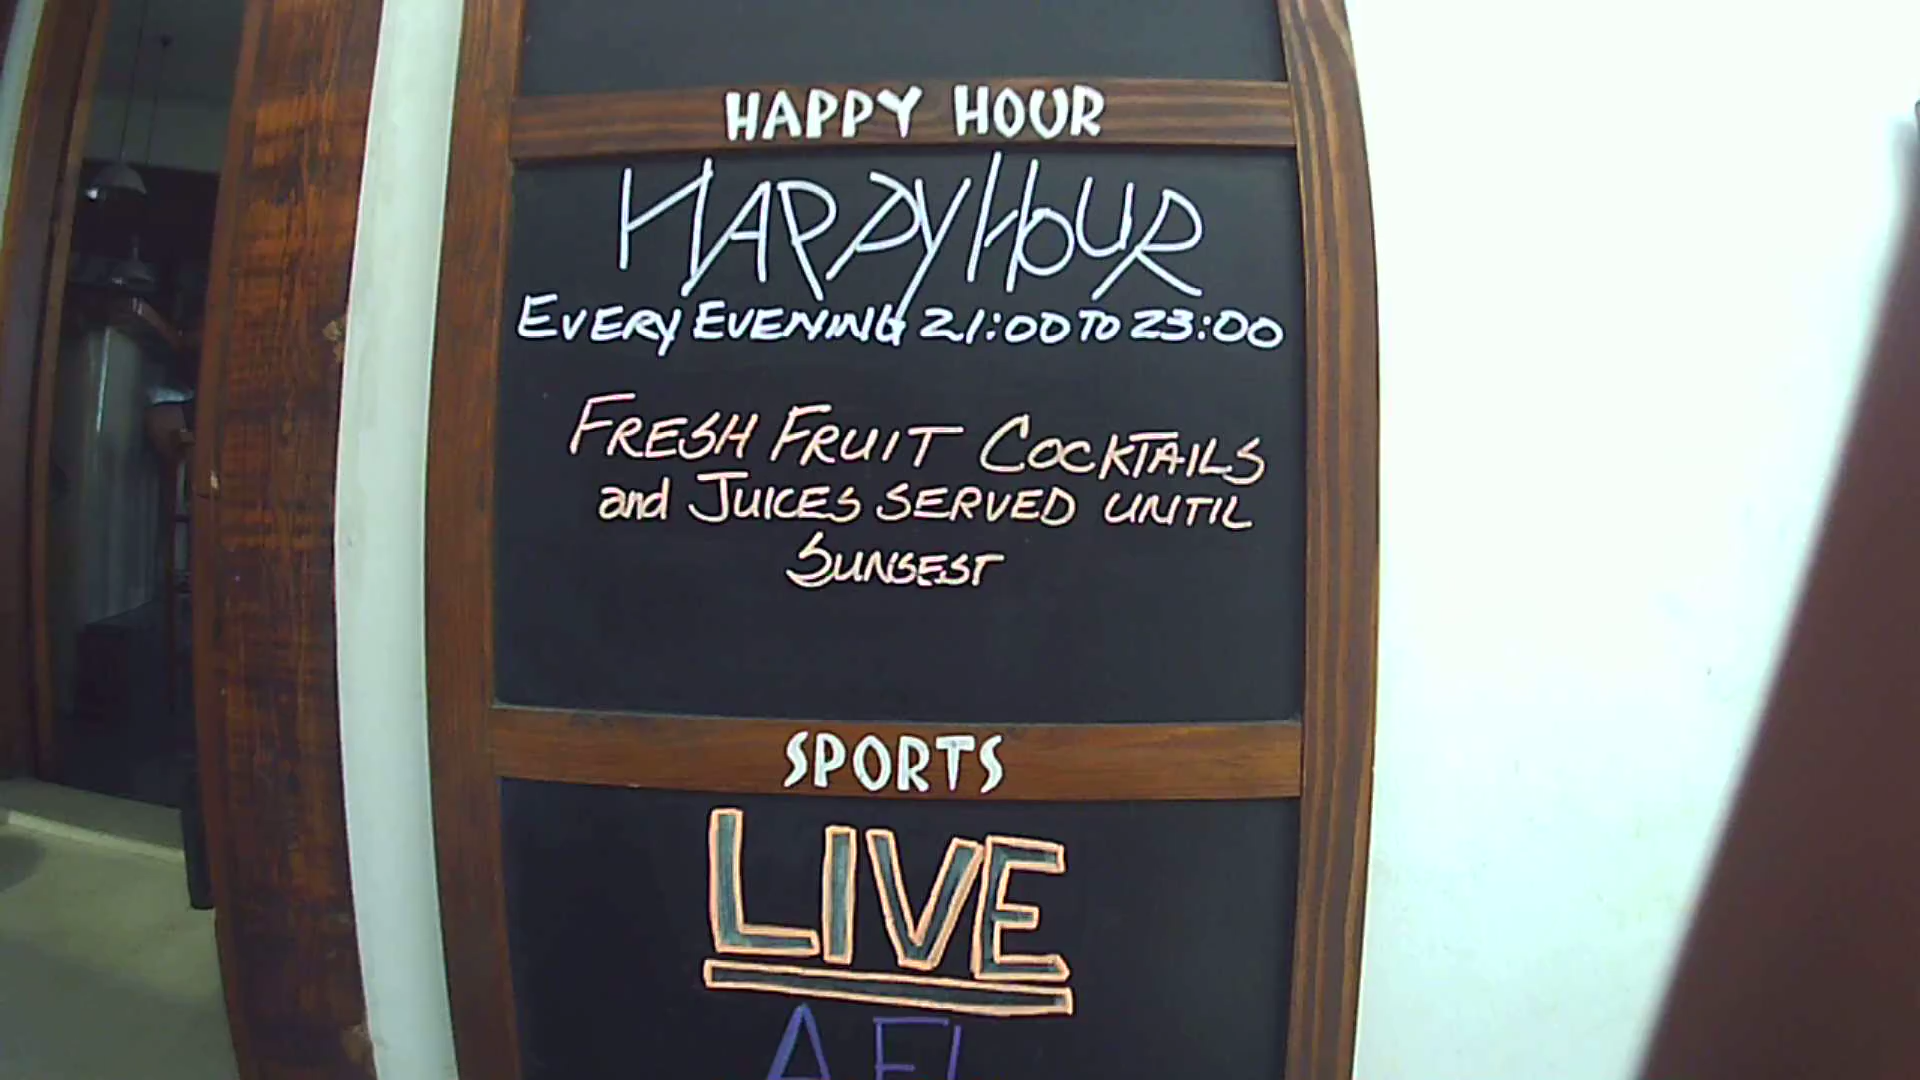 HAPPY HOUR
HAPPY HOUR
EVERY EVENING 21:00 TO 23:00
FRESH FRUIT COCKTAILS
and JUICES SERVED UNTIL
SUNSEST
SPORTS
LIVE
AFL